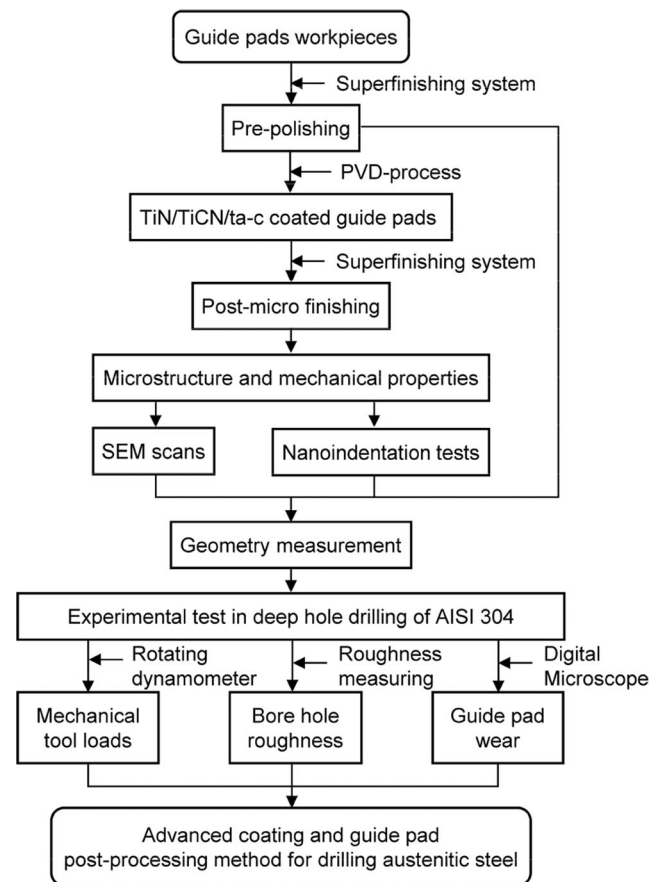 Guide pads workpieces
Superfinishing system
Pre-polishing
PVD-process
TiN/TiCN/ta-c coated guide pads
Superfinishing system
Post-micro finishing
Microstructure and mechanical properties
SEM scans
Nanoindentation tests
Geometry measurement
Experimental test in deep hole drilling of AISI 304
Rotating
dynamometer
Roughness
measuring
Digital
Microscope
Mechanical
tool loads
Bore hole
roughness
Guide pad
wear
Advanced coating and guide pad
post-processing method for drilling austenitic steel